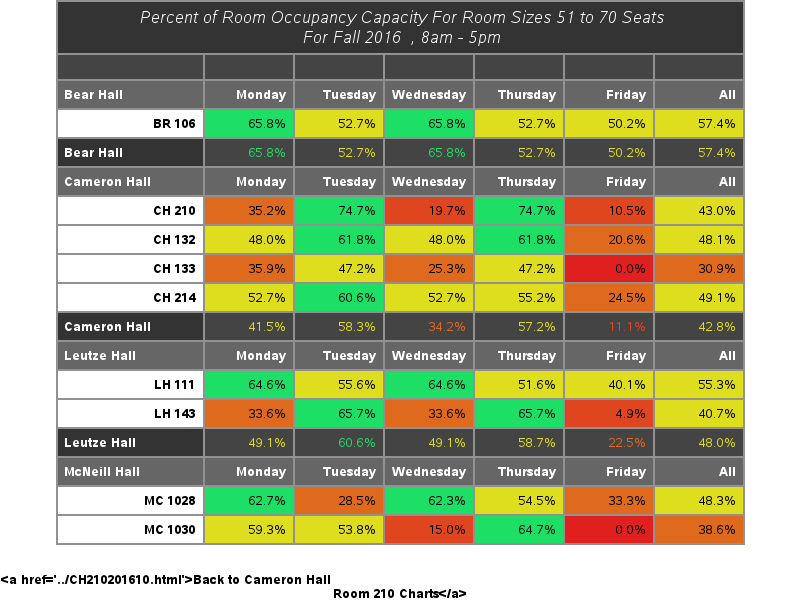 Percent of Room Occupancy Capacity For Room Sizes 51 to 70 Seats
For Fall 2016 , 8am - 5pm
Bear Hall Monday Tuesday Wednesday Thursday Friday All
BR 106 65.8% 52.7% 65.8% 52.7% 50.2% 57.4%
Bear Hall 65.8% 52.7% 65.8% 52.7% 50.2% 57.4%
Cameron Hall Monday Tuesday Wednesday Thursday Friday All
CH 210 35.2% 74.7% 19.7% 74.7% 10.5% 43.0%
CH 132 48.0% 61.8% 48.0% 61.8% 20.6% 48.1%
CH 133 35.9% 47.2% 25.3% 47.2% 0.0% 30.9%
CH 214 52.7% 60.6% 52.7% 55.2% 24.5% 49.1%
Cameron Hall 41.5% 58.3% 34.2% 57.2% 11.1% 42.8%
Leutze Hall Monday Tuesday Wednesday Thursday Friday All
LH 111 64.6% 55.6% 64.6% 51.6% 40.1% 55.3%
LH 143 33.6% 65.7% 33.6% 65.7% 4.9% 40.7%
Leutze Hall 49.1% 60.6% 49.1% 58.7% 22.5% 48.0%
McNeill Hall Monday Tuesday Wednesday Thursday Friday All
MC 1028 62.7% 28.5% 62.3% 54.5% 33.3% 48.3%
MC 1030 59.3% 53.8% 15.0% 64.7% 0.0% 38.6%
<a href='../CH210201610.html'>Back to Cameron Hall
Room 210 Charts</a>